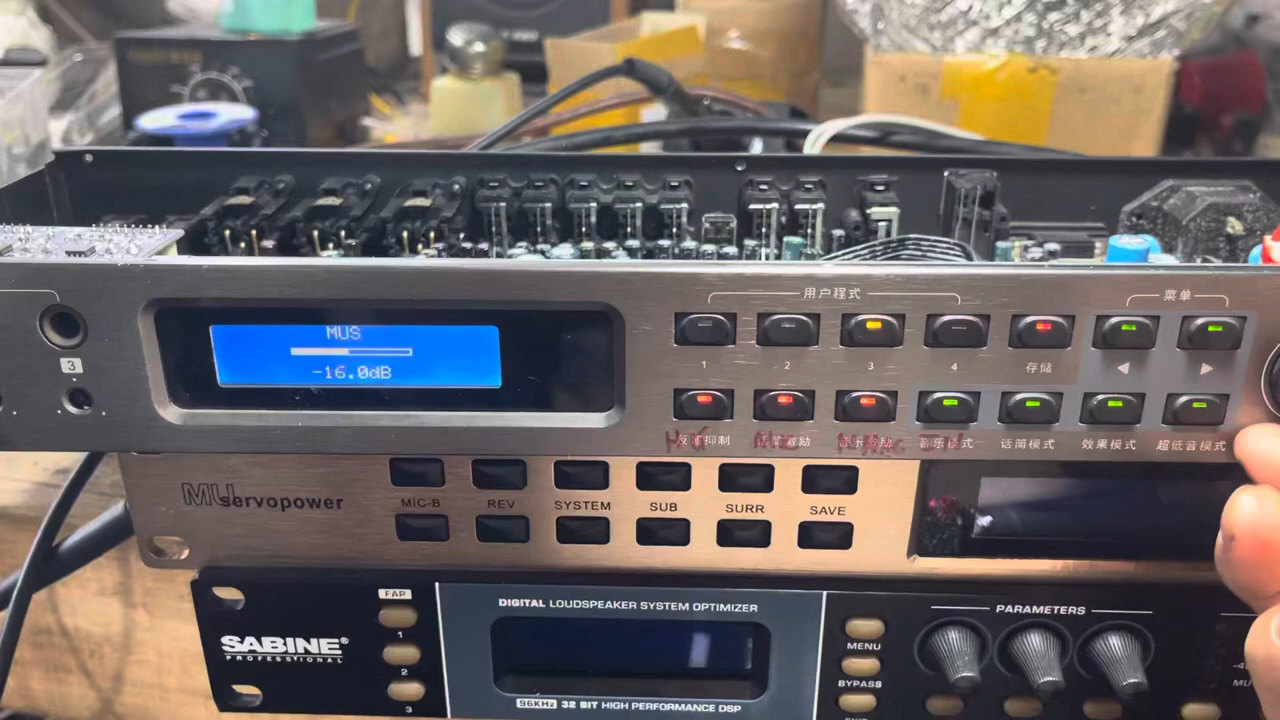 用户程式
菜单
MUS
3
-16.0dB
1
2
3
4
存储
反馈抑制
话筒激励
音乐激励
音乐模式
话筒模式
效果模式
超低音模式
MU
servopower
MIC-B
REV
SYSTEM
SUB
SURR
SAVE
FAP
1
2
3
SABINE®
PROFESSIONAL
DIGITAL LOUDSPEAKER SYSTEM OPTIMIZER
96KHz 32 BIT HIGH PERFORMANCE DSP
MENU
BYPASS
PARAMETERS